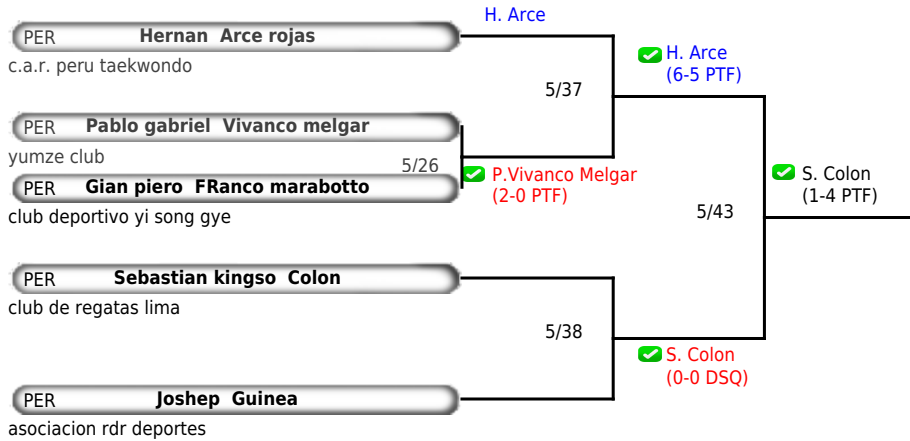 H. Arce
PER Hernan Arce rojas
c.a.r. peru taekwondo
H. Arce
(6-5 PTF)
5/37
PER Pablo gabriel Vivanco melgar
yumze club
5/26
P.Vivanco Melgar
(2-0 PTF)
PER Gian piero FRanco marabotto
club deportivo yi song gye
S. Colon
(1-4 PTF)
5/43
PER Sebastian kingso Colon
club de regatas lima
5/38
S. Colon
(0-0 DSQ)
PER Joshep Guinea
asociacion rdr deportes